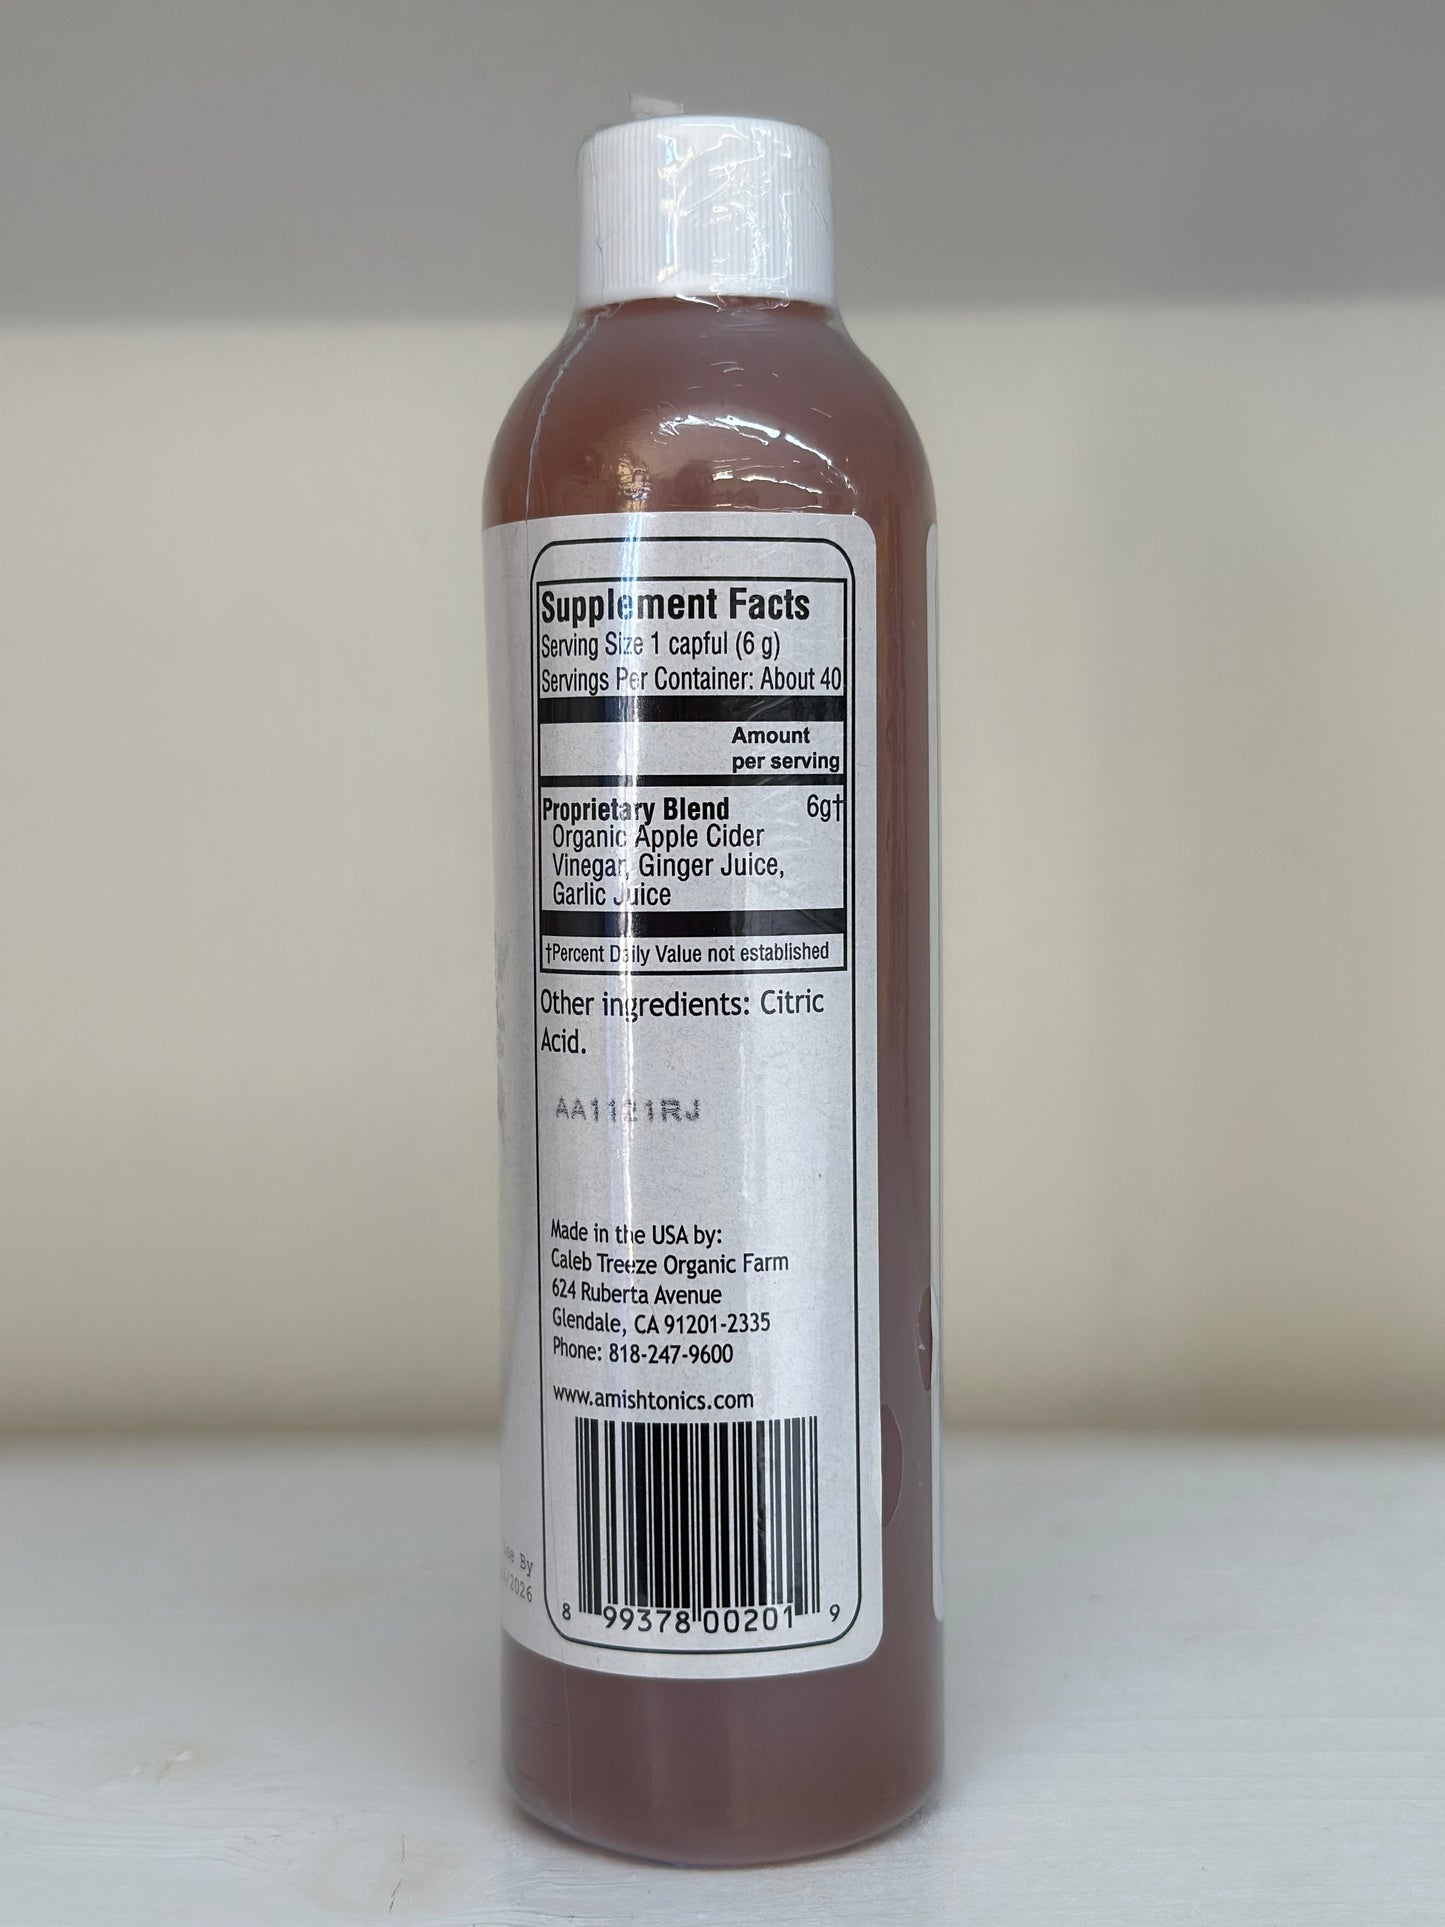 Supplement Facts
Serving Size 1 capful (6 g)
Servings Per Container: About 40
Amount
per serving
Proprietary Blend 6g†
Organic Apple Cider
Vinegar, Ginger Juice,
Garlic Juice
†Percent Daily Value not established
Other ingredients: Citric
Acid.
AA1121RJ
Made in the USA by:
Caleb Treeze Organic Farm
624 Ruberta Avenue
Glendale, CA 91201-2335
Phone: 818-247-9600
www.amishtonics.com
8 99378 00201 9
By
/2026